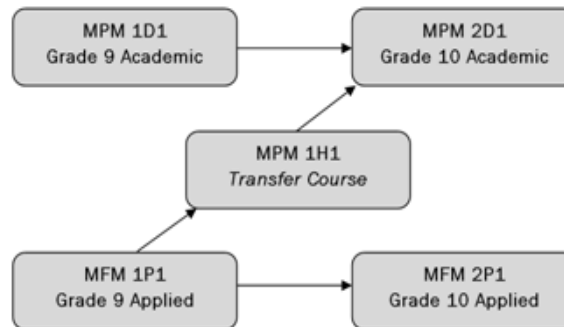 MPM 1D1
Grade 9 Academic
MPM 2D1
Grade 10 Academic
MPM 1H1
Transfer Course
MFM 1P1
Grade 9 Applied
MFM 2P1
Grade 10 Applied